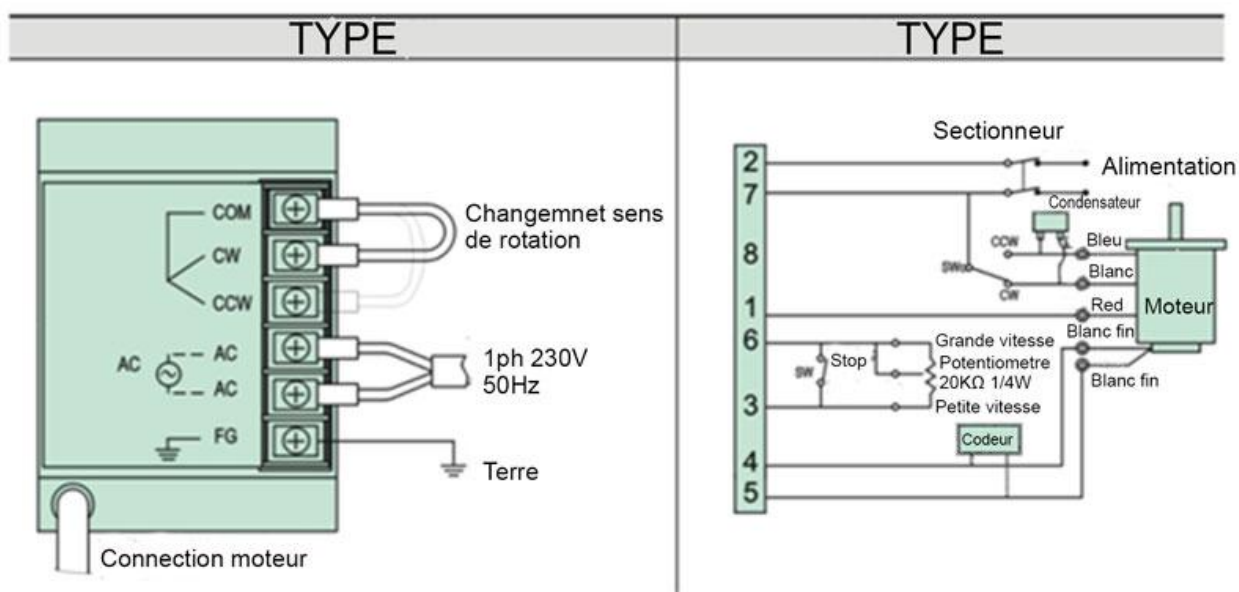 TYPE
TYPE
COM
CW
CCW
AC
AC
AC
FG
Changemnet sens
de rotation
1ph 230V
50Hz
Terre
Connection moteur
Sectionneur
2
Alimentation
7
Condensateur
CCW
Bleu
8
SW
Blanc
CW
1
Red
Moteur
Blanc fin
6
Grande vitesse
Stop
Potentiometre
SW
20KΩ 1/4W
Blanc fin
3
Petite vitesse
Codeur
4
5